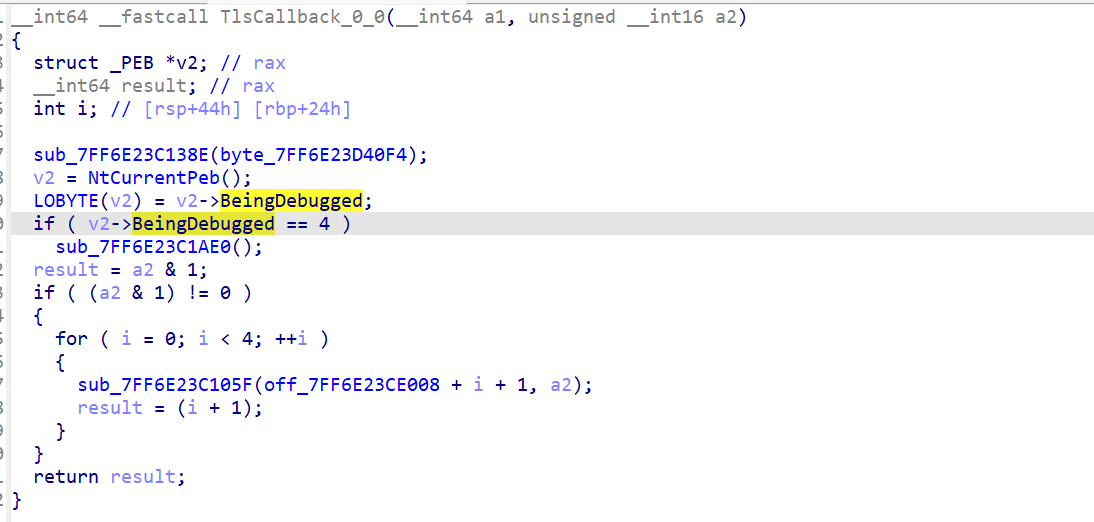 __int64 __fastcall TlsCallback_0_0(__int64 a1, unsigned __int16 a2)
{
  struct _PEB *v2; // rax
  __int64 result; // rax
  int i; // [rsp+44h] [rbp+24h]

  sub_7FF6E23C138E(byte_7FF6E23D40F4);
  v2 = NtCurrentPeb();
  LOBYTE(v2) = v2->BeingDebugged;
  if ( v2->BeingDebugged == 4 )
    sub_7FF6E23C1AE0();
  result = a2 & 1;
  if ( (a2 & 1) != 0 )
  {
    for ( i = 0; i < 4; ++i )
    {
      sub_7FF6E23C105F(off_7FF6E23CE008 + i + 1, a2);
      result = (i + 1);
    }
  }
  return result;
}